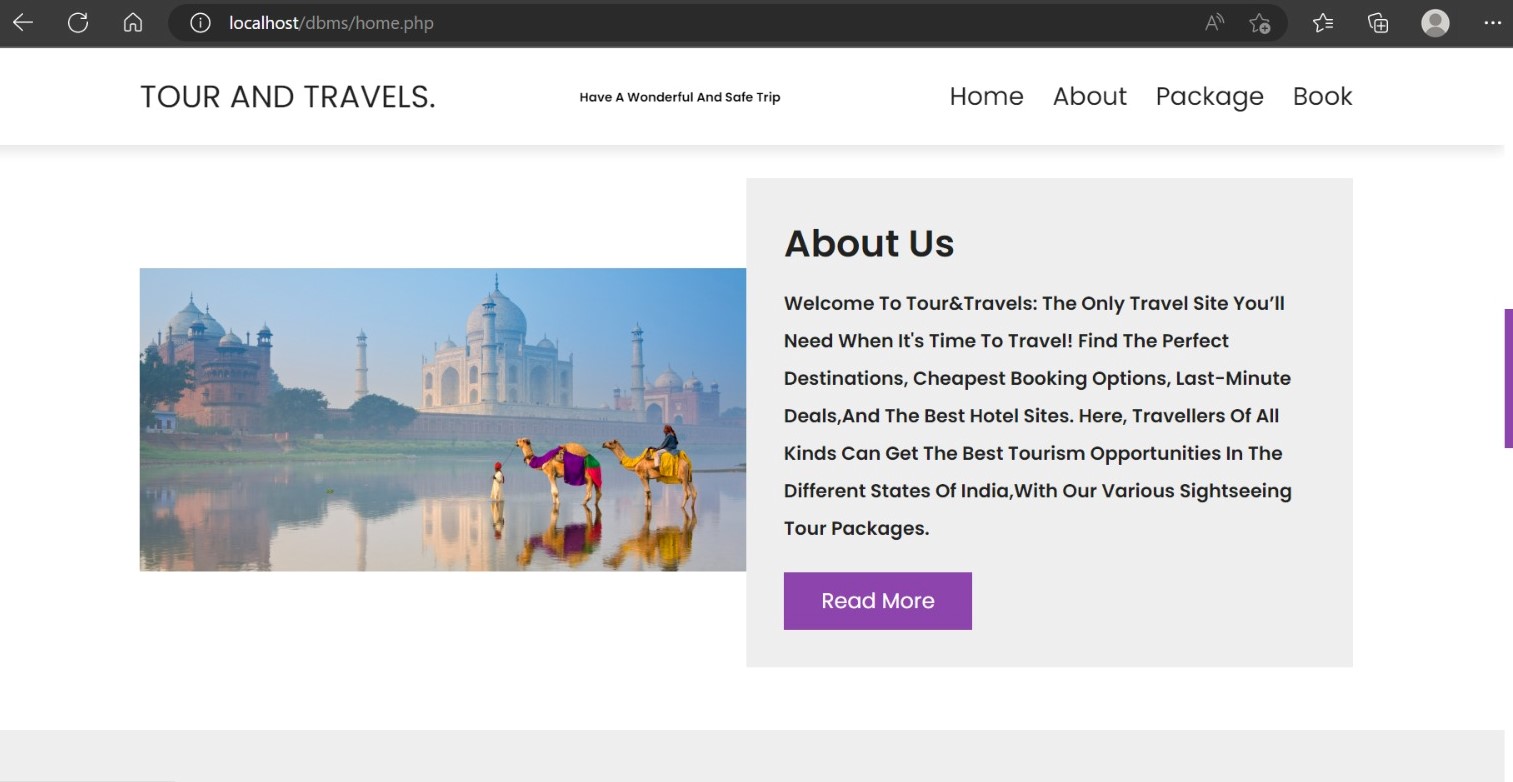 localhost/dbms/home.php
TOUR AND TRAVELS.
Have A Wonderful And Safe Trip
Home About Package Book
About Us
Welcome To Tour&Travels: The Only Travel Site You’ll
Need When It's Time To Travel! Find The Perfect
Destinations, Cheapest Booking Options, Last-Minute
Deals,And The Best Hotel Sites. Here, Travellers Of All
Kinds Can Get The Best Tourism Opportunities In The
Different States Of India,With Our Various Sightseeing
Tour Packages.
Read More